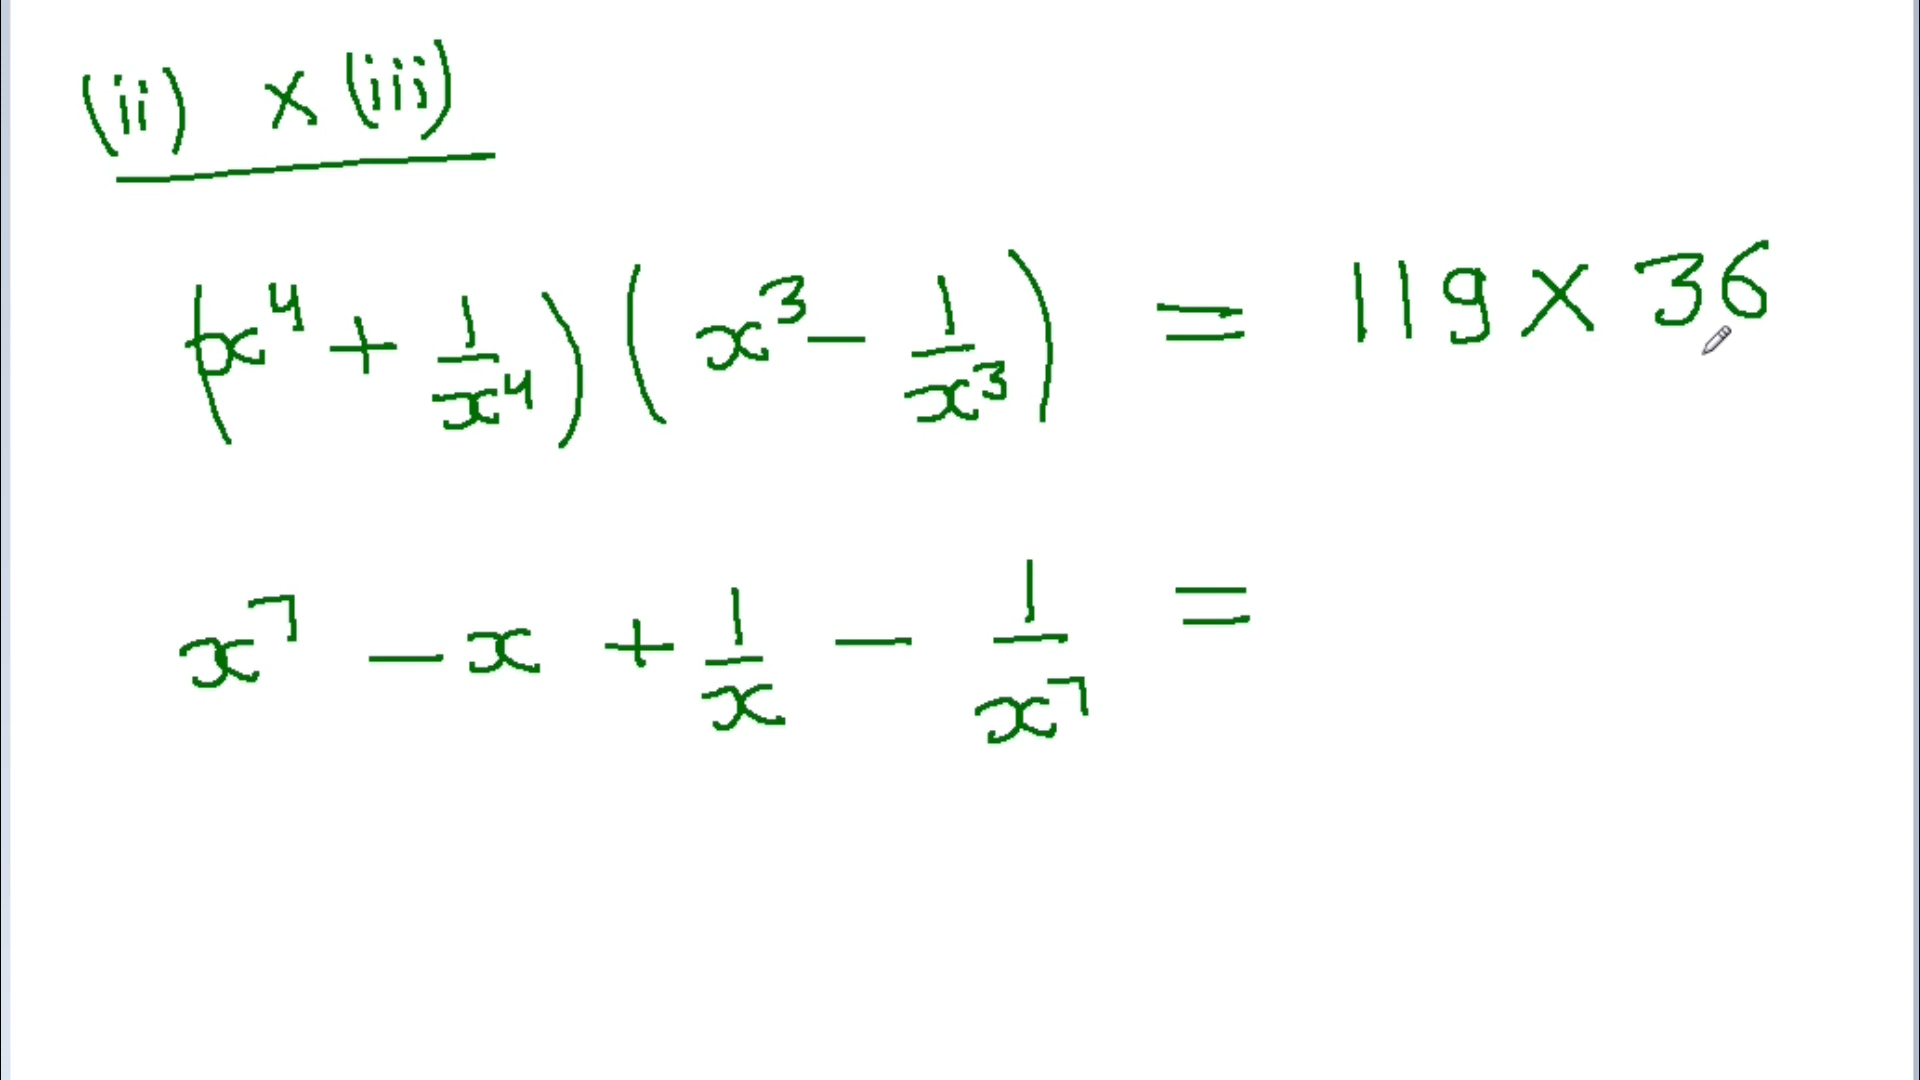 (ii) × (iii)
(x⁴ + 1/x⁴) (x³ − 1/x³) = 119 × 36
x⁷ − x + 1/x − 1/x⁷ =